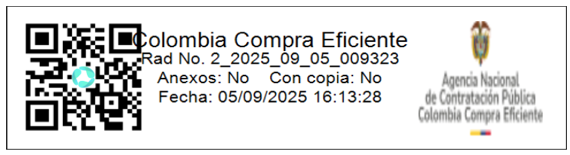 Colombia Compra Eficiente
Rad No. 2_2025_09_05_009323
Anexos: No Con copia: No
Fecha: 05/09/2025 16:13:28
Agencia Nacional
de Contratación Pública
Colombia Compra Eficiente